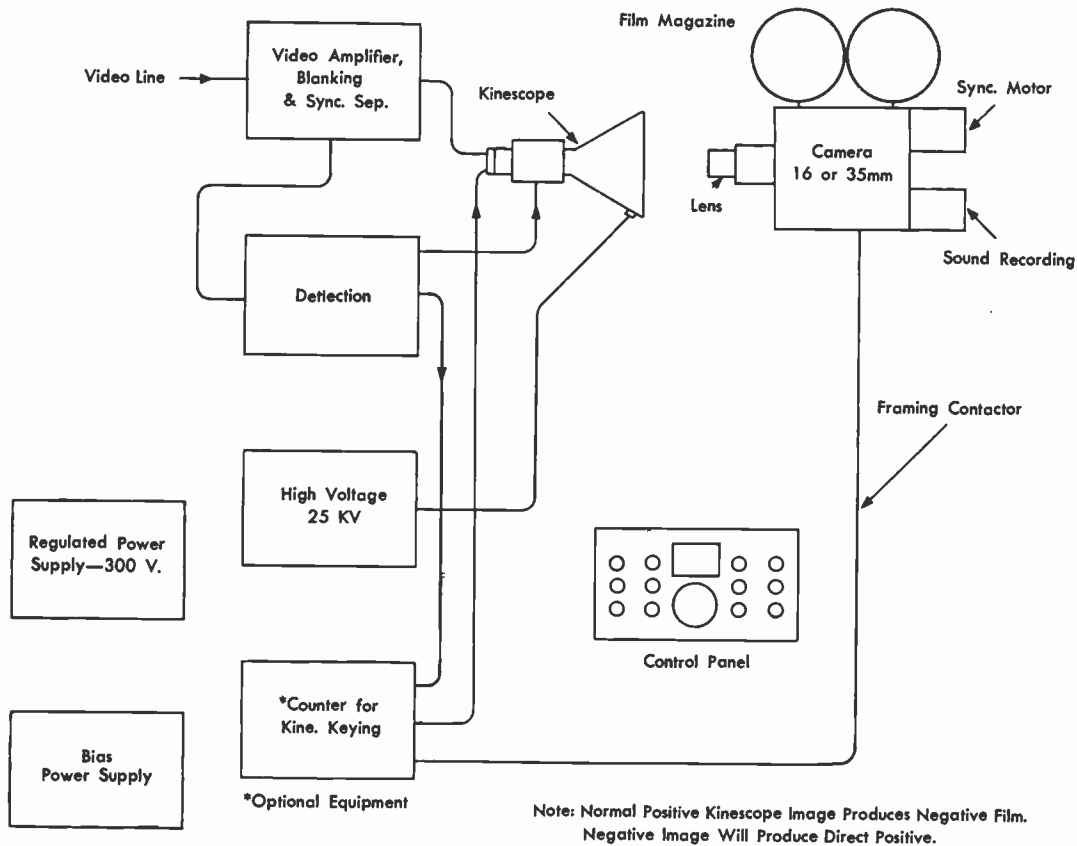 Film Magazine
Video Line
Video Amplifier,
Blanking
& Sync. Sep.
Kinescope
Sync. Motor
Camera
16 or 35mm
Lens
Sound Recording
Detlection
Framing Contactor
High Voltage
25 KV
Regulated Power
Supply—300 V.
Control Panel
*Counter for
Kine. Keying
Bias
Power Supply
*Optional Equipment
Note: Normal Positive Kinescope Image Produces Negative Film.
Negative Image Will Produce Direct Positive.